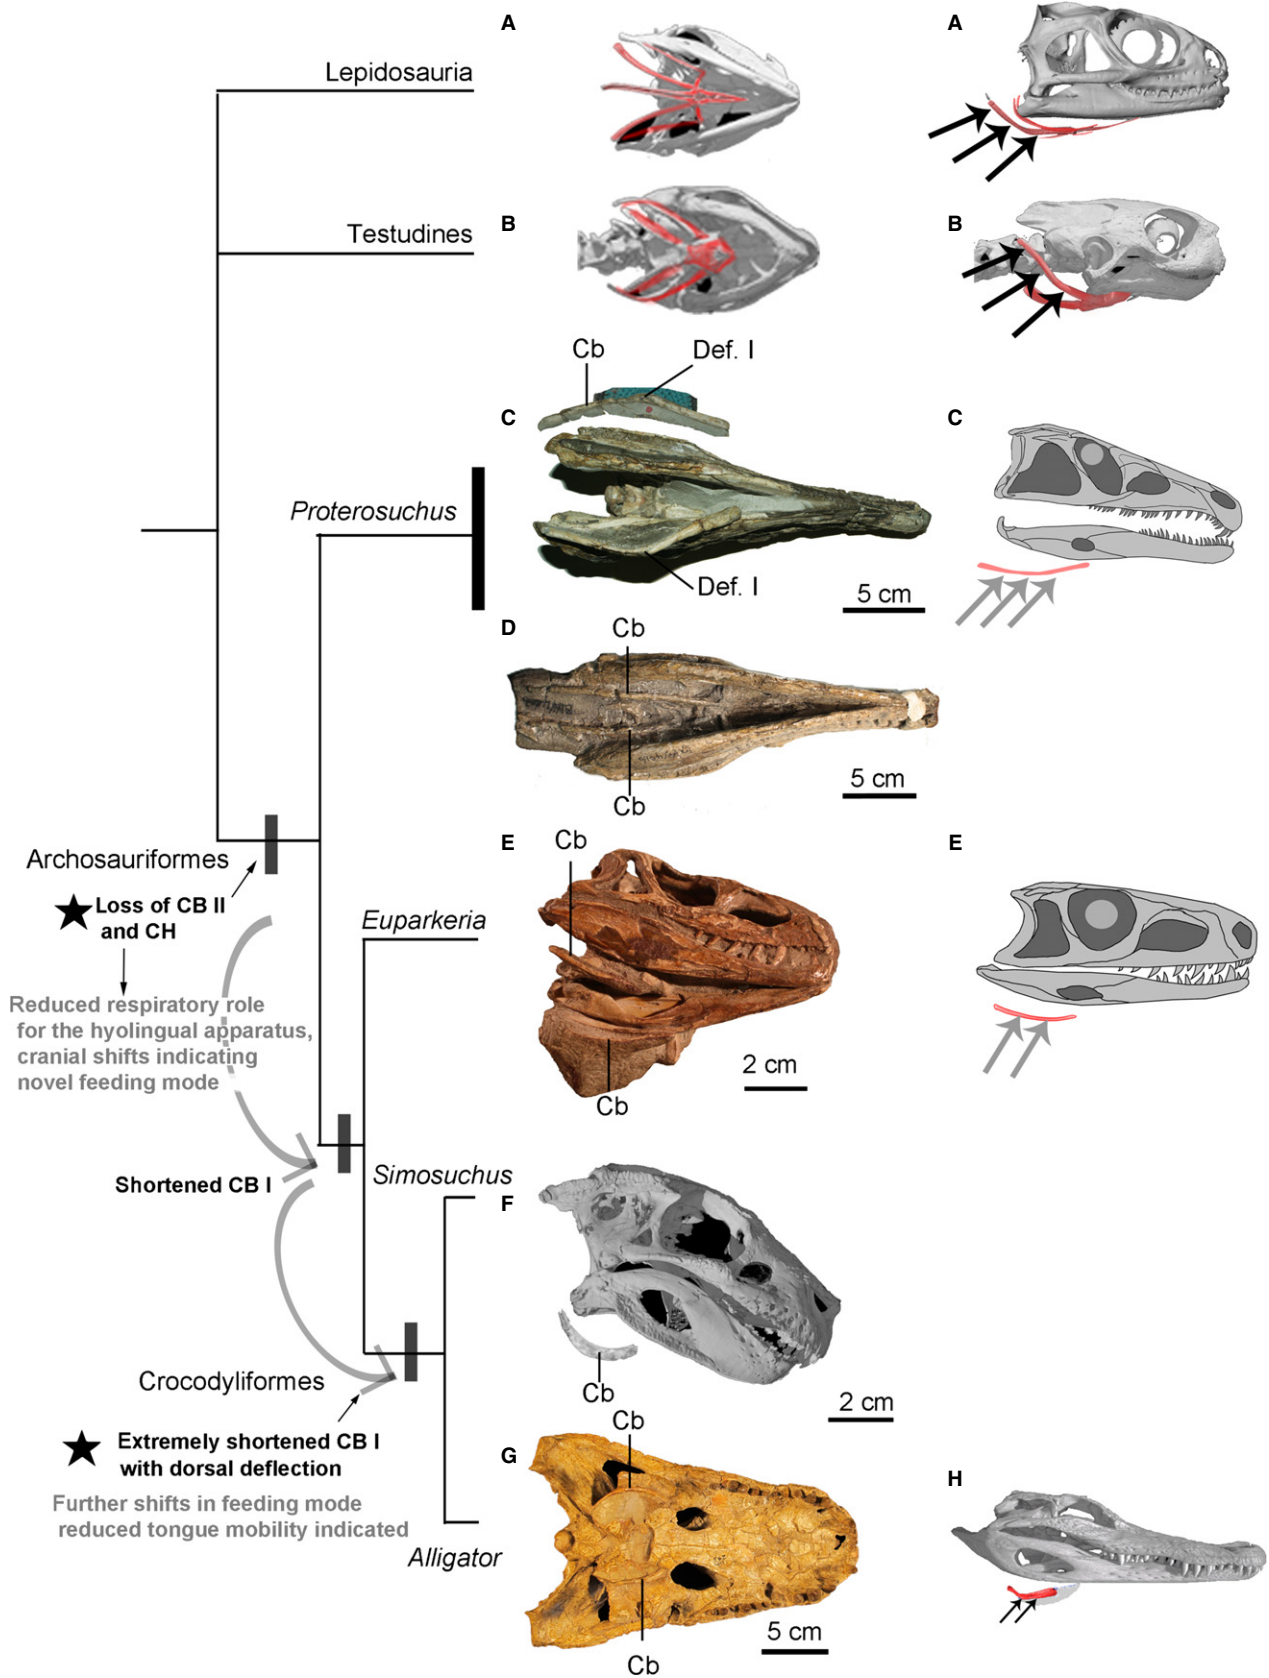 A
A
Lepidosauria
B
B
Testudines
Cb
Def. I
C
C
Proterosuchus
Def. I
5 cm
D
Cb
5 cm
Cb
E
Cb
E
Archosauriformes
Loss of CB II
and CH
Euparkeria
Reduced respiratory role
for the hyolingual apparatus,
cranial shifts indicating
novel feeding mode
2 cm
Cb
Shortened CB I
Simosuchus
F
Cb
2 cm
Crocodyliformes
Cb
Extremely shortened CB I
with dorsal deflection
G
H
Further shifts in feeding mode
reduced tongue mobility indicated
Alligator
5 cm
Cb